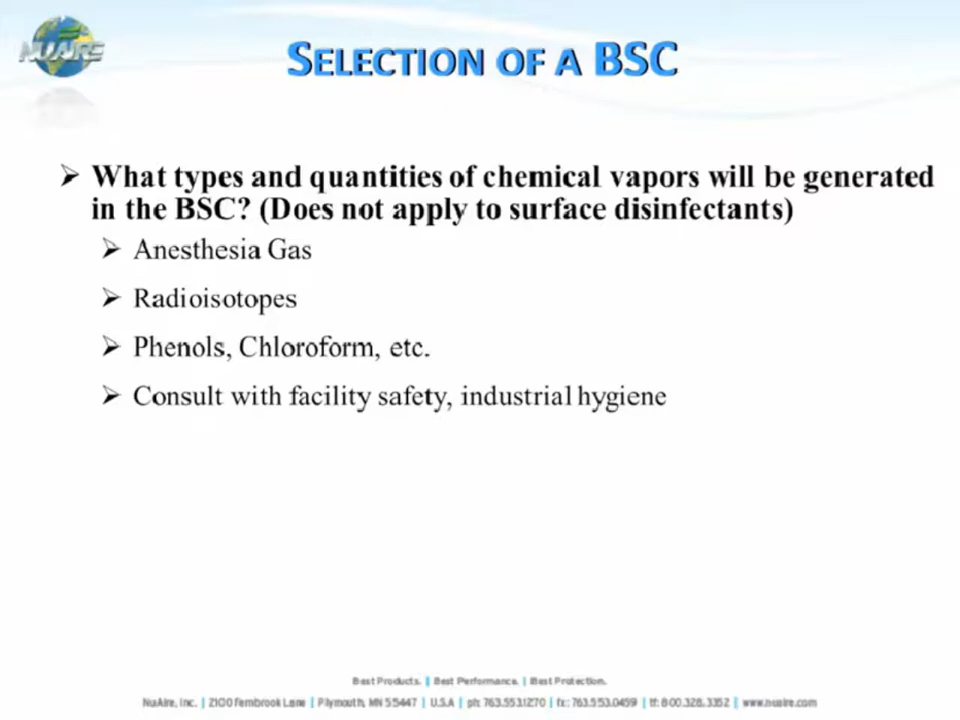 NUAIRE
SELECTION OF A BSC
➢ What types and quantities of chemical vapors will be generated
in the BSC? (Does not apply to surface disinfectants)
➢ Anesthesia Gas
➢ Radioisotopes
➢ Phenols, Chloroform, etc.
➢ Consult with facility safety, industrial hygiene
Best Products. | Best Performance. | Best Protection.
NuAire, Inc. | 2100 Fernbrook Lane | Plymouth, MN 55447 | U.S.A | ph: 763.553.1270 | fx: 763.553.0459 | tf: 800.328.3352 | www.nuaire.com